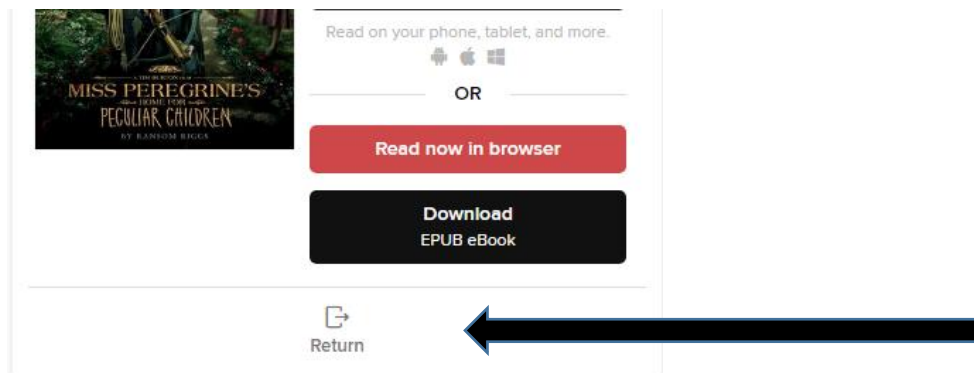 Read on your phone, tablet, and more.
OR
A TIM BURTON FILM
MISS PEREGRINE'S
HOME FOR
PECULIAR CHILDREN
BY RANSOM RIGGS
Read now in browser
Download
EPUB eBook
Return